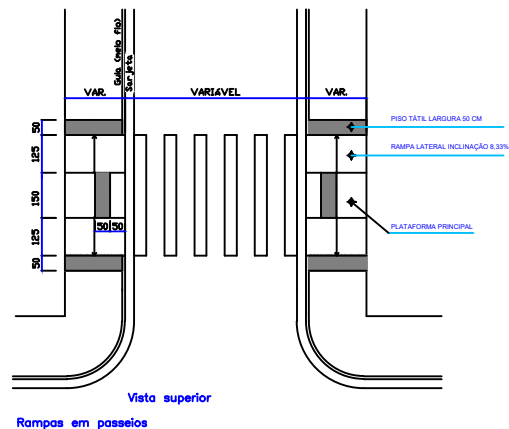 Guia (meio fio)
Sarjeta
VAR.
VARIÁVEL
VAR.
50
125
150
125
50
50 50
PISO TÁTIL LARGURA 50 CM
RAMPA LATERAL INCLINAÇÃO 8,33%
PLATAFORMA PRINCIPAL
Vista superior
Rampas em passeios